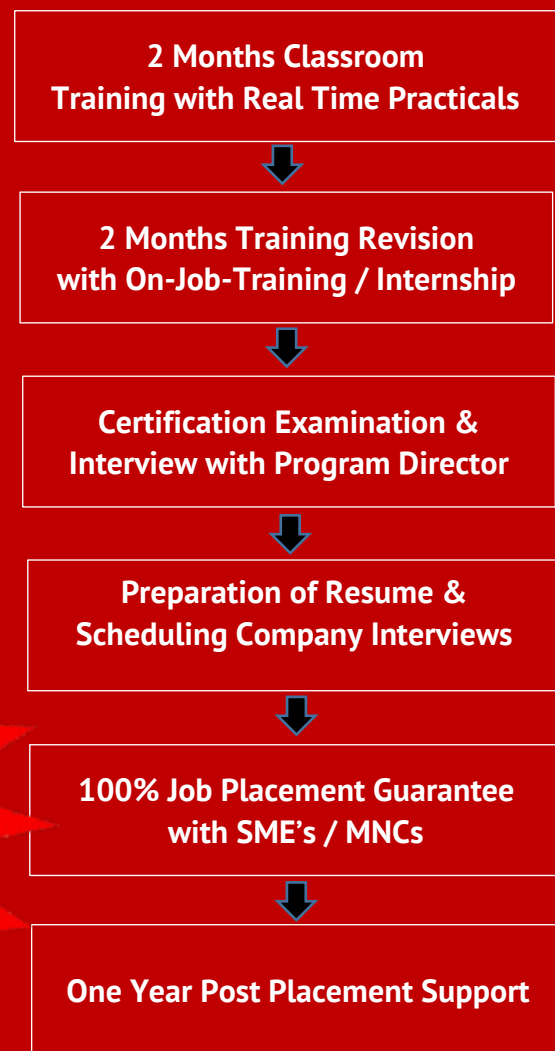 2 Months Classroom
Training with Real Time Practicals
2 Months Training Revision
with On-Job-Training / Internship
Certification Examination &
Interview with Program Director
Preparation of Resume &
Scheduling Company Interviews
100% Job Placement Guarantee
with SME’s / MNCs
One Year Post Placement Support